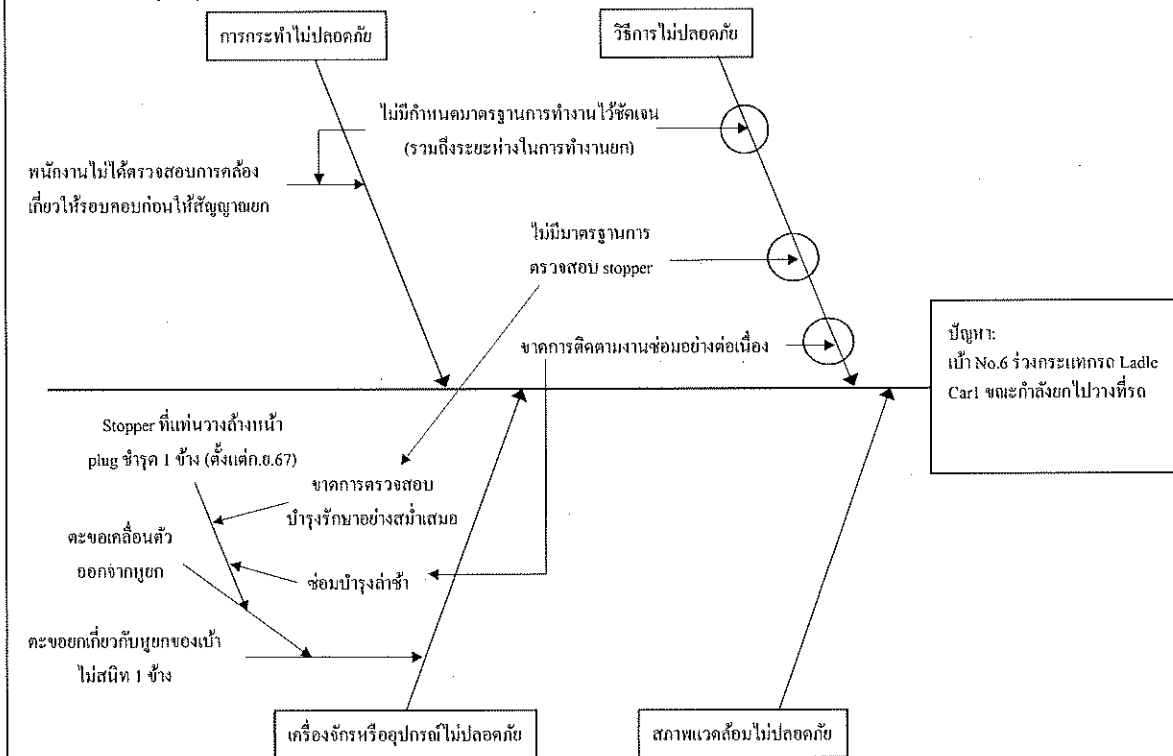 การกระทำไม่ปลอดภัย
วิธีการไม่ปลอดภัย
ไม่มีกำหนดมาตรฐานการทำงานไว้ชัดเจน
(รวมถึงระยะห่างในการทำงานยก)
พนักงานไม่ได้ตรวจสอบการคล้อง
เกี่ยวให้รอบคอบก่อนให้สัญญาณยก
ไม่มีมาตรฐานการ
ตรวจสอบ stopper
ขาดการติดตามงานซ่อมอย่างต่อเนื่อง
ปัญหา:
เบ้า No.6 ร่วงกระแทกรถ Ladle
Car1 ขณะกำลังยกไปวางที่รถ
Stopper ที่แท่นวางล้างหน้า
plug ชำรุด 1 ข้าง (ตั้งแต่ก.ย.67)
ขาดการตรวจสอบ
บำรุงรักษาอย่างสม่ำเสมอ
ตะขอเคลื่อนตัว
ออกจากหูยก
ซ่อมบำรุงล่าช้า
ตะขอยกเกี่ยวกับหูยกของเบ้า
ไม่สนิท 1 ข้าง
เครื่องจักรหรืออุปกรณ์ไม่ปลอดภัย
สภาพแวดล้อมไม่ปลอดภัย